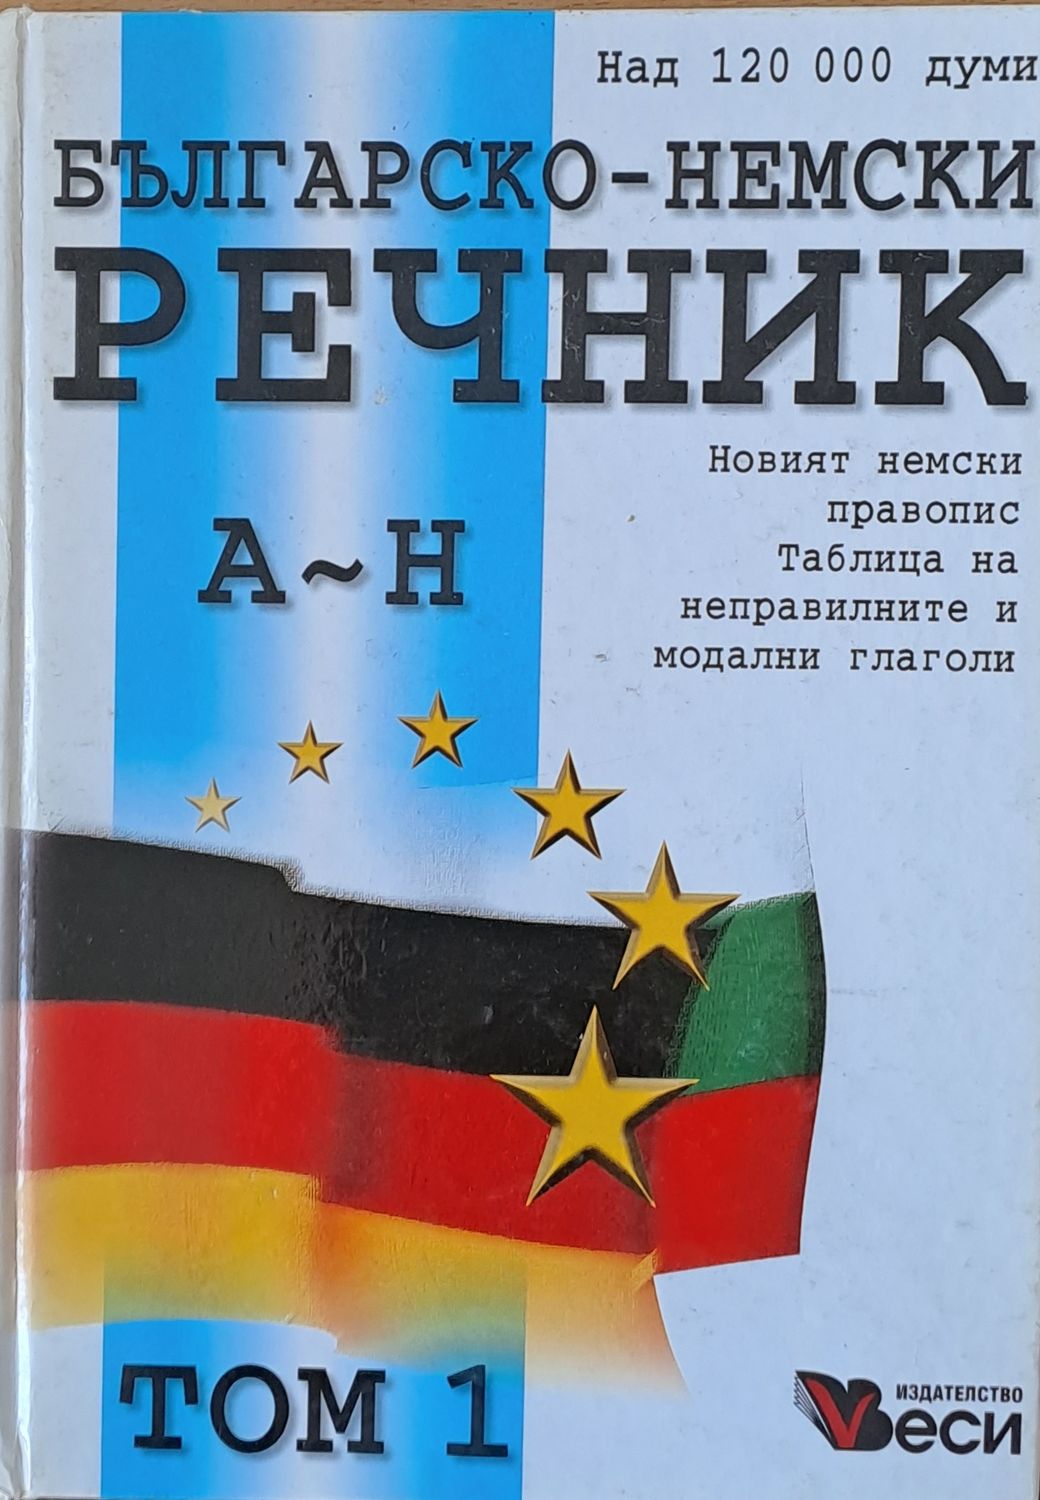 Над 120 000 думи
БЪЛГАРСКО-НЕМСКИ
РЕЧНИК
А~Н
Новият немски
правопис
Таблица на
неправилните и
модални глаголи
ТОМ 1
ИЗДАТЕЛСТВО
Веси